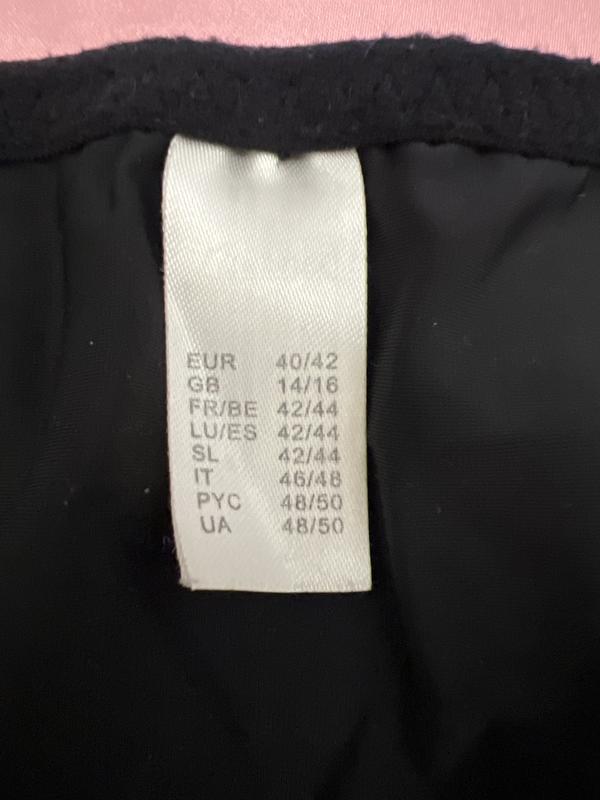 EUR 40/42
GB 14/16
FR/BE 42/44
LU/ES 42/44
SL 42/44
IT 46/48
РУС 48/50
UA 48/50